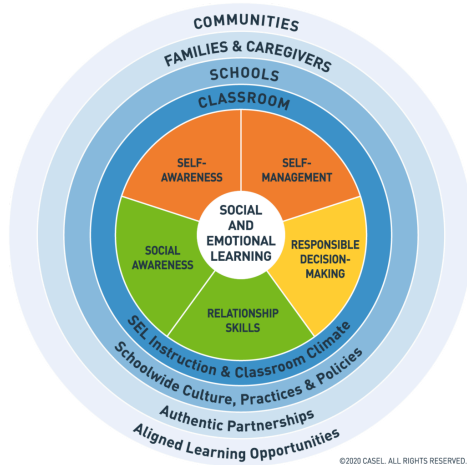 COMMUNITIES
FAMILIES & CAREGIVERS
SCHOOLS
CLASSROOM
SELF-
AWARENESS
SELF-
MANAGEMENT
SOCIAL
AND
EMOTIONAL
LEARNING
SOCIAL
AWARENESS
RESPONSIBLE
DECISION-
MAKING
RELATIONSHIP
SKILLS
SEL Instruction & Classroom Climate
Schoolwide Culture, Practices & Policies
Authentic Partnerships
Aligned Learning Opportunities
©2020 CASEL. ALL RIGHTS RESERVED.